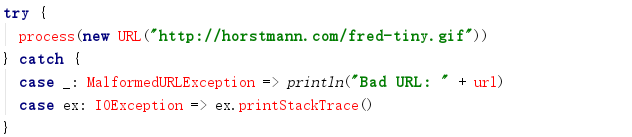 try {
  process(new URL("http://horstmann.com/fred-tiny.gif"))
} catch {
  case _: MalformedURLException => println("Bad URL: " + url)
  case ex: IOException => ex.printStackTrace()
}